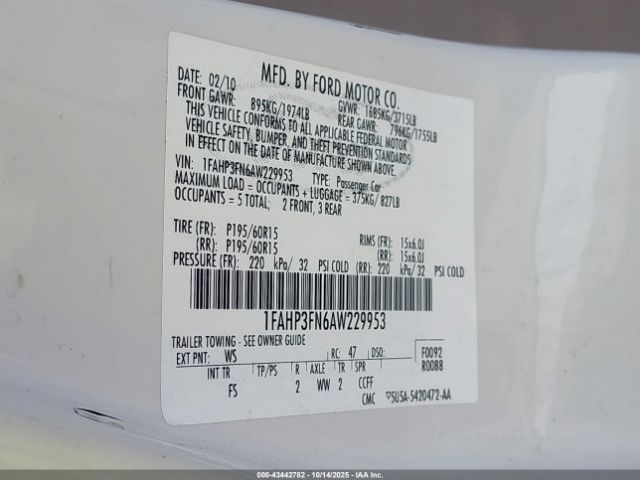 MFD. BY FORD MOTOR CO.
DATE: 02/10 GVWR: 1685KG/3715LB
FRONT GAWR: 895KG/1974LB REAR GAWR: 796KG/1755LB
THIS VEHICLE CONFORMS TO ALL APPLICABLE FEDERAL MOTOR
VEHICLE SAFETY, BUMPER, AND THEFT PREVENTION STANDARDS
IN EFFECT ON THE DATE OF MANUFACTURE SHOWN ABOVE.
VIN: 1FAHP3FN6AW229953 TYPE: Passenger Car
MAXIMUM LOAD = OCCUPANTS + LUGGAGE = 375KG/827LB
OCCUPANTS = 5 TOTAL; 2 FRONT, 3 REAR
TIRE (FR): P195/60R15 RIMS (FR): 15x6.0J
(RR): P195/60R15 (RR): 15x6.0J
PRESSURE (FR): 220 kPa/ 32 PSI COLD (RR): 220 kPa/ 32 PSI COLD
1FAHP3FN6AW229953
TRAILER TOWING - SEE OWNER GUIDE
EXT PNT: WS RC: 47 DSO: F0092
INT TR TP/PS R AXLE TR SPR R0088
FS 2 WW 2 CCFF
CMC 5U5A-5420472-AA
000-43442782 - 10/14/2025 - IAA Inc.